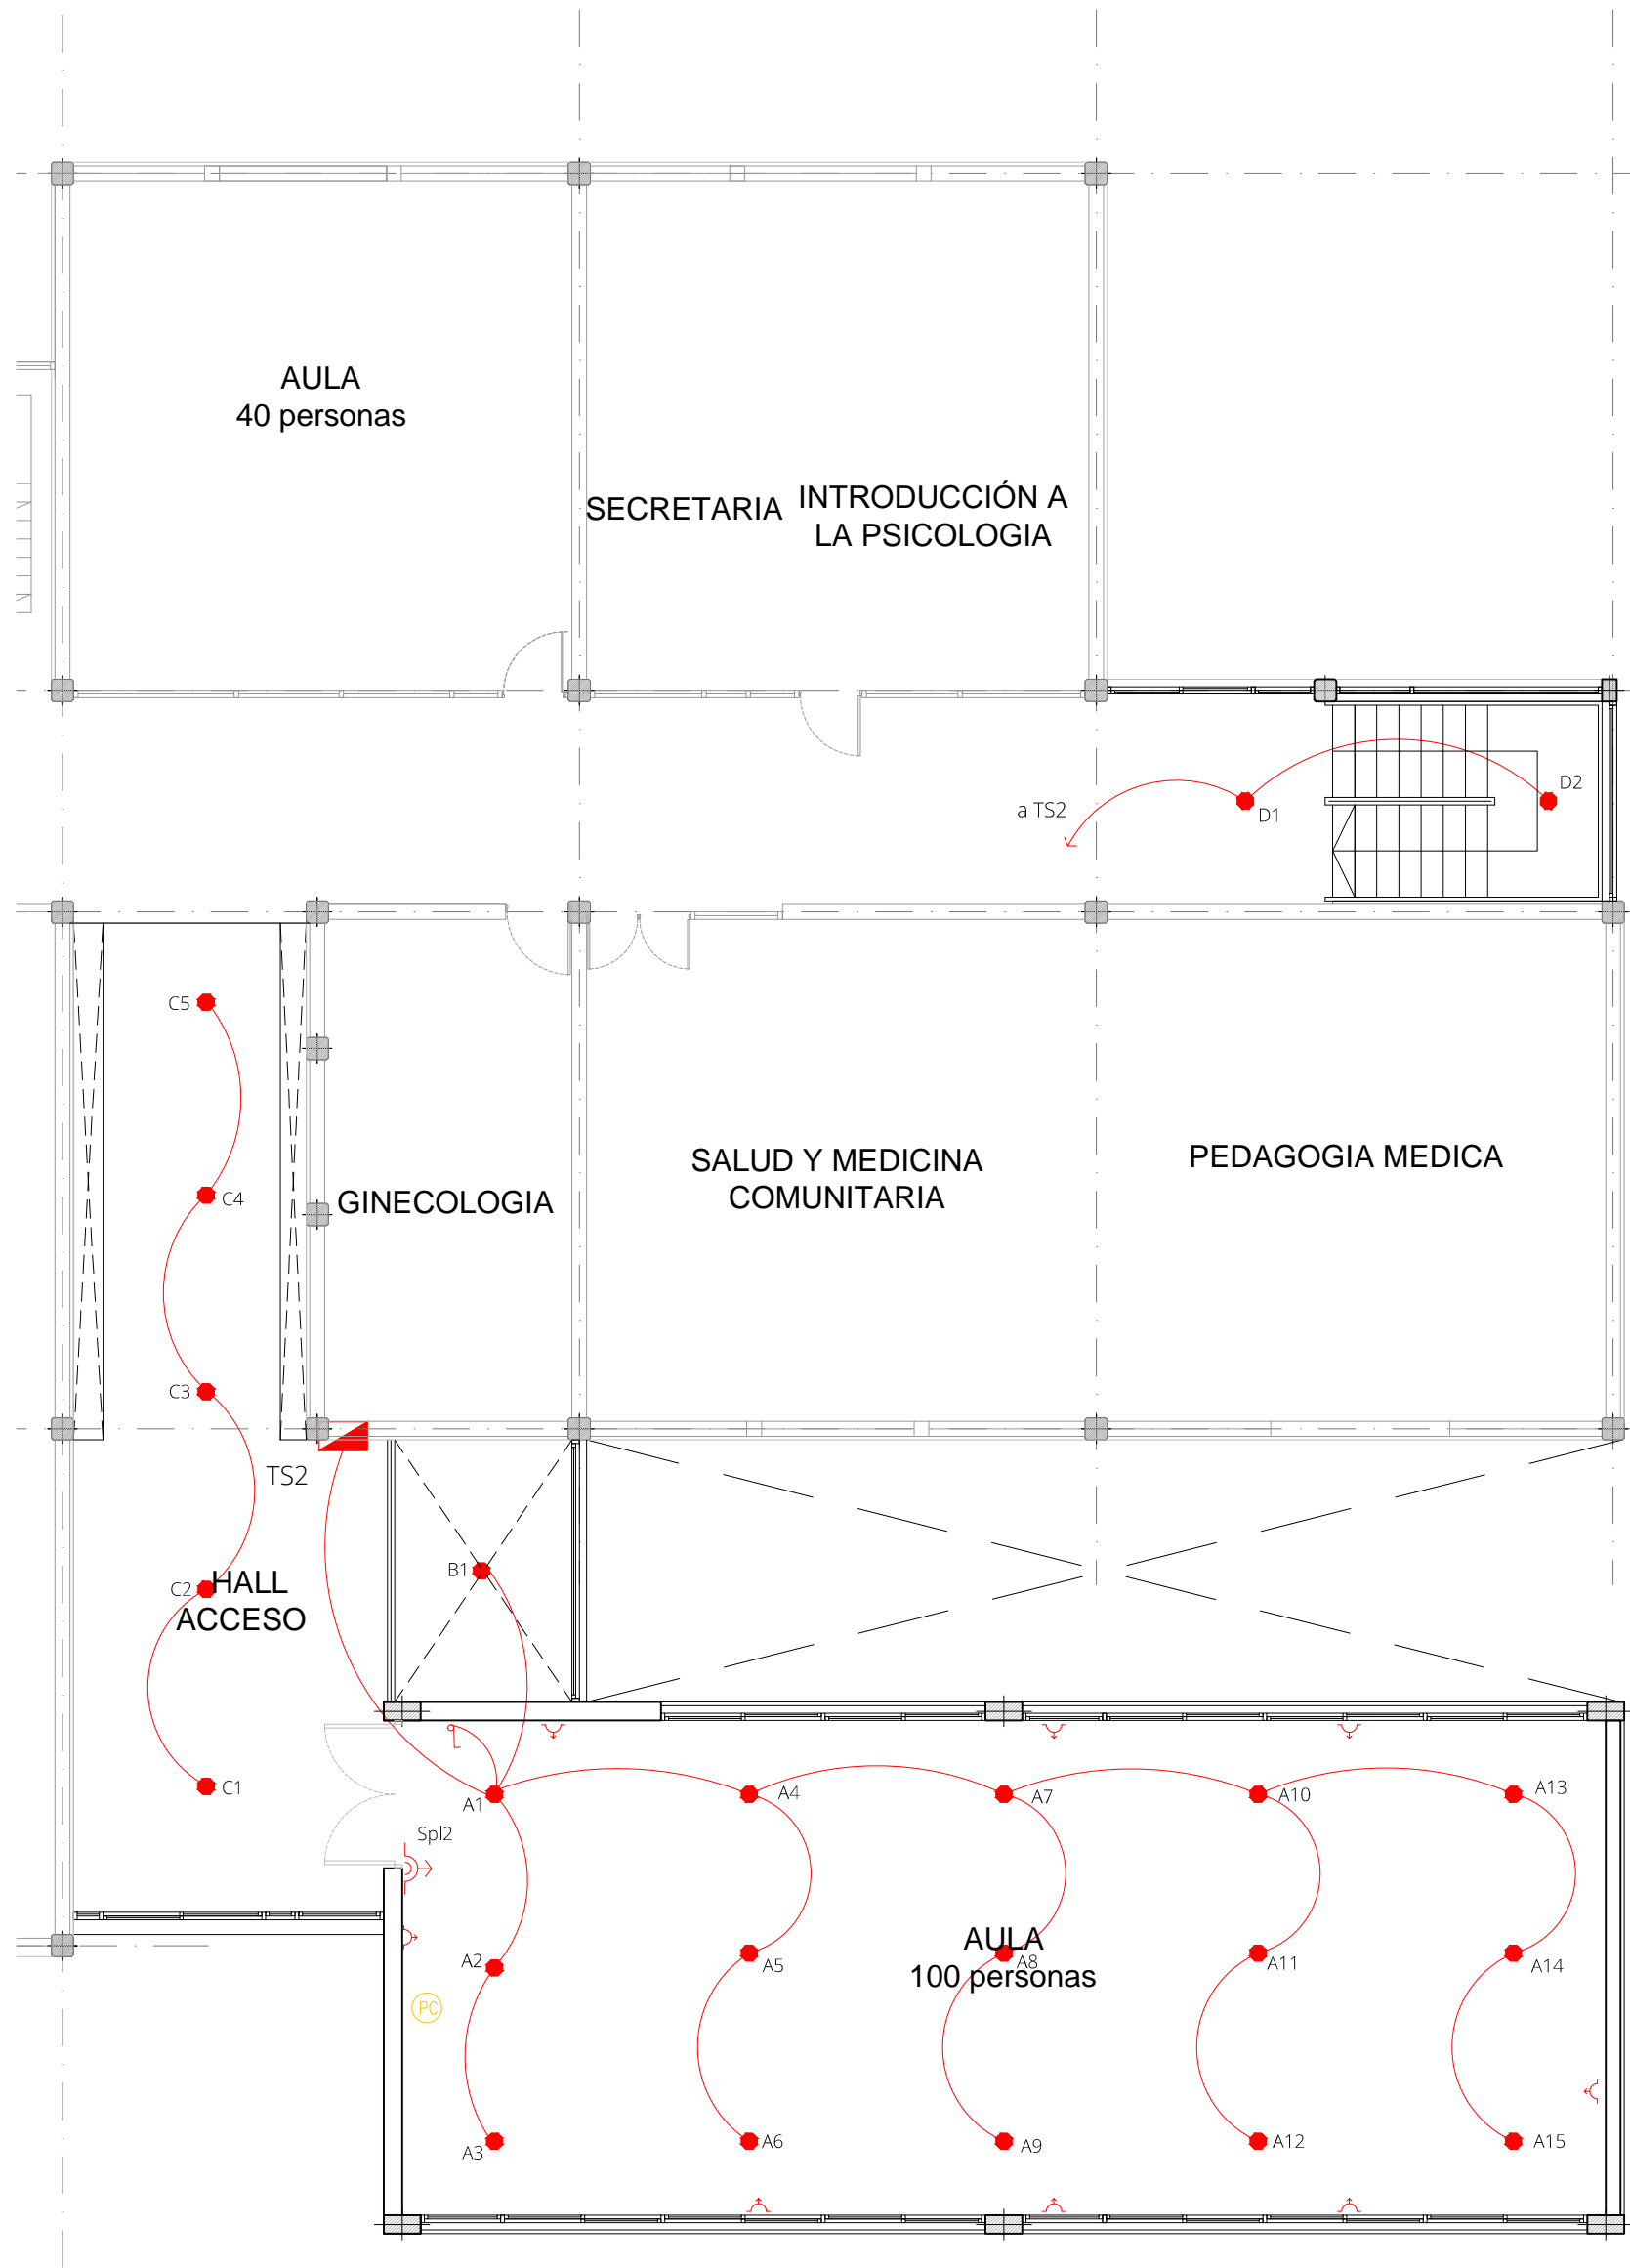 AULA
40 personas
SECRETARIA
INTRODUCCIÓN A
LA PSICOLOGIA
a TS2
D1
D2
C5
C4
C3
GINECOLOGIA
SALUD Y MEDICINA
COMUNITARIA
PEDAGOGIA MEDICA
TS2
B1
C2
HALL
ACCESO
C1
A1
A4
A7
A10
A13
Spl2
A2
A5
AULA
A8
100 personas
A11
A14
PC
A3
A6
A9
A12
A15